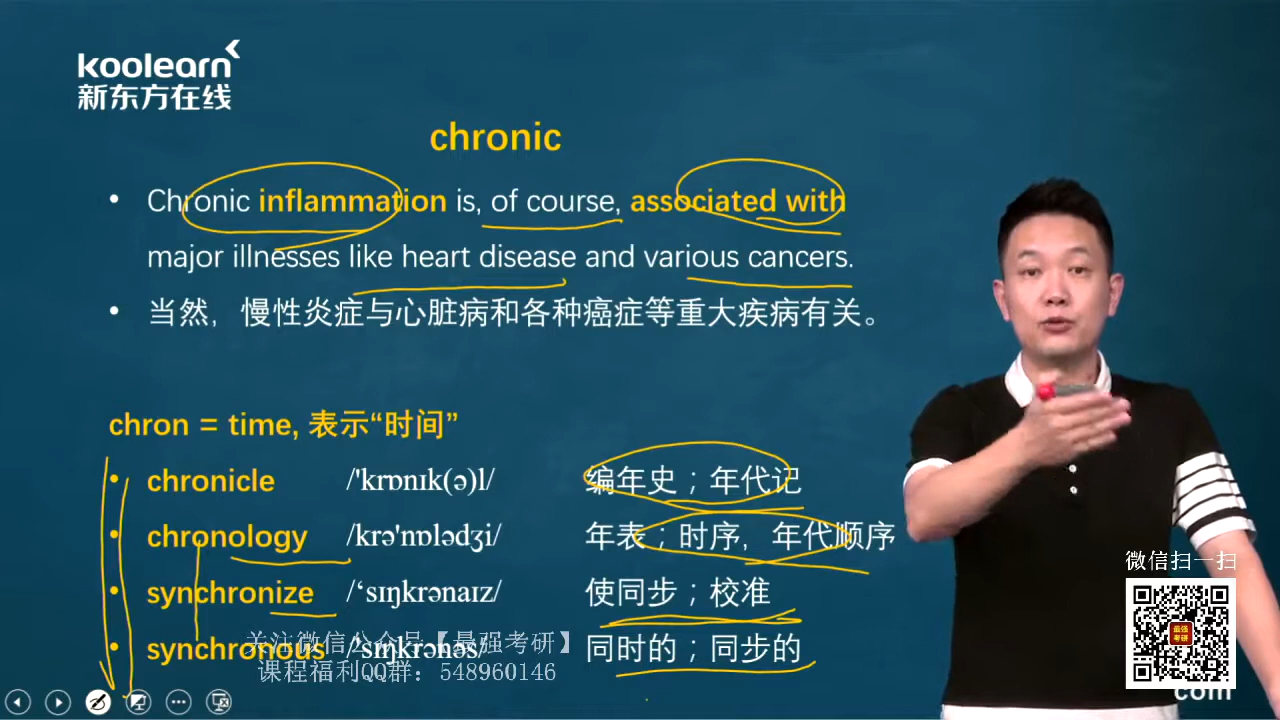 koolearn
新东方在线
chronic
• Chronic inflammation is, of course, associated with
major illnesses like heart disease and various cancers.
• 当然，慢性炎症与心脏病和各种癌症等重大疾病有关。
chron = time, 表示“时间”
• chronicle /'krɒnɪk(ə)l/ 编年史；年代记
• chronology /krə'nɒlədʒi/ 年表；时序，年代顺序
• synchronize /‘sɪŋkrənaɪz/ 使同步；校准
• synchronous /‘sɪŋkrənəs/ 同时的；同步的
关注微信公众号【最强考研】
课程福利QQ群：548960146
微信扫一扫
最强
考研
com